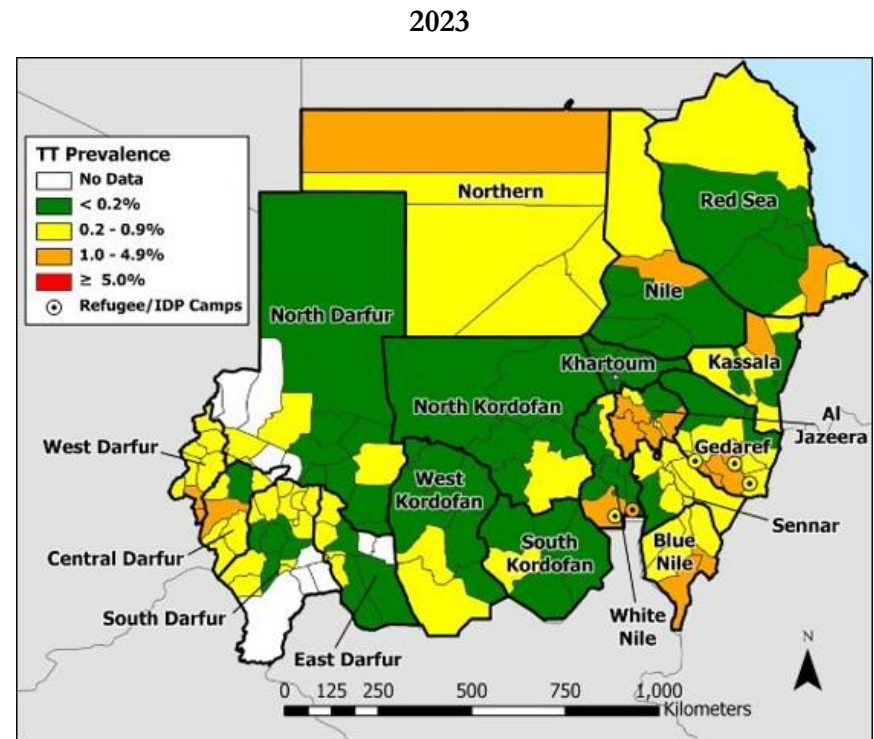 2023
TT Prevalence
No Data
< 0.2%
0.2 - 0.9%
1.0 - 4.9%
≥ 5.0%
Refugee/IDP Camps
Northern
Red Sea
Nile
North Darfur
Khartoum
Kassala
North Kordofan
Al
Jazeera
West Darfur
Gedaref
West
Kordofan
Sennar
Central Darfur
South
Kordofan
Blue
Nile
South Darfur
White
Nile
East Darfur
N
0 125 250 500 750 1,000
Kilometers